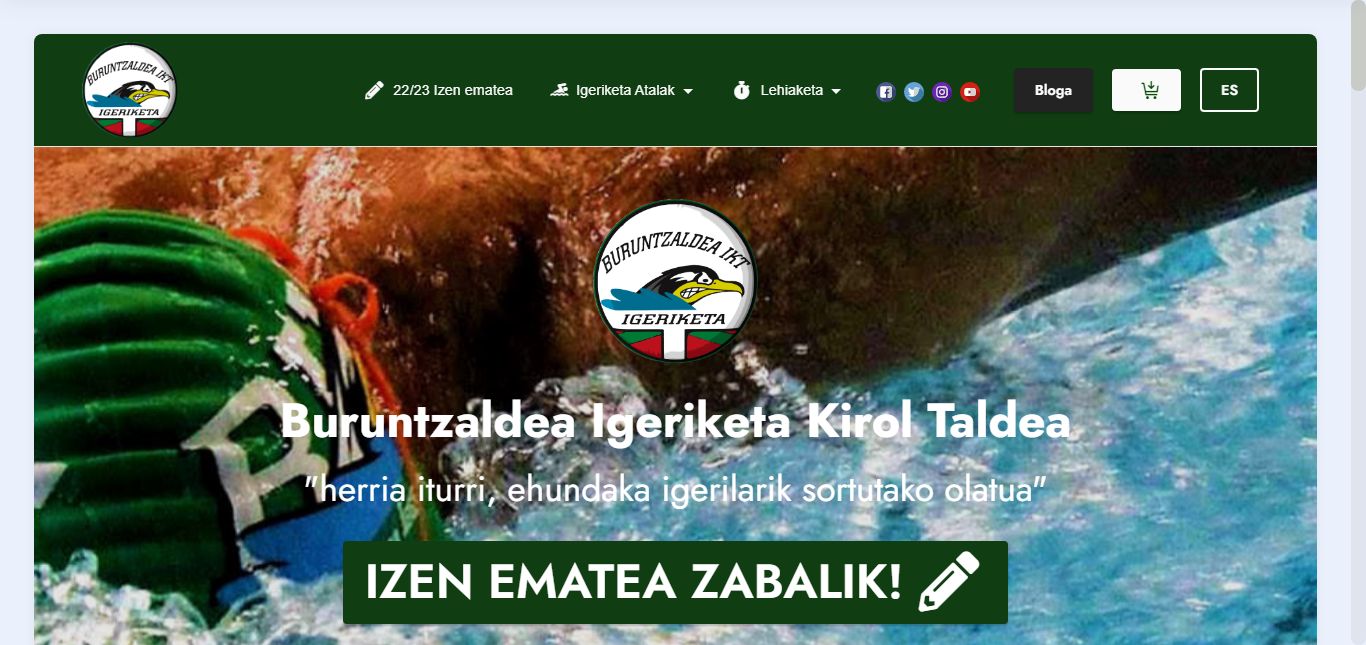 BURUNTZALDEA IKT
IGERIKETA
22/23 Izen ematea
Igeriketa Atalak
Lehiaketa
Bloga
ES
BURUNTZALDEA IKT
IGERIKETA
Buruntzaldea Igeriketa Kirol Taldea
"herria iturri, ehundaka igerilarik sortutako olatua"
IZEN EMATEA ZABALIK!